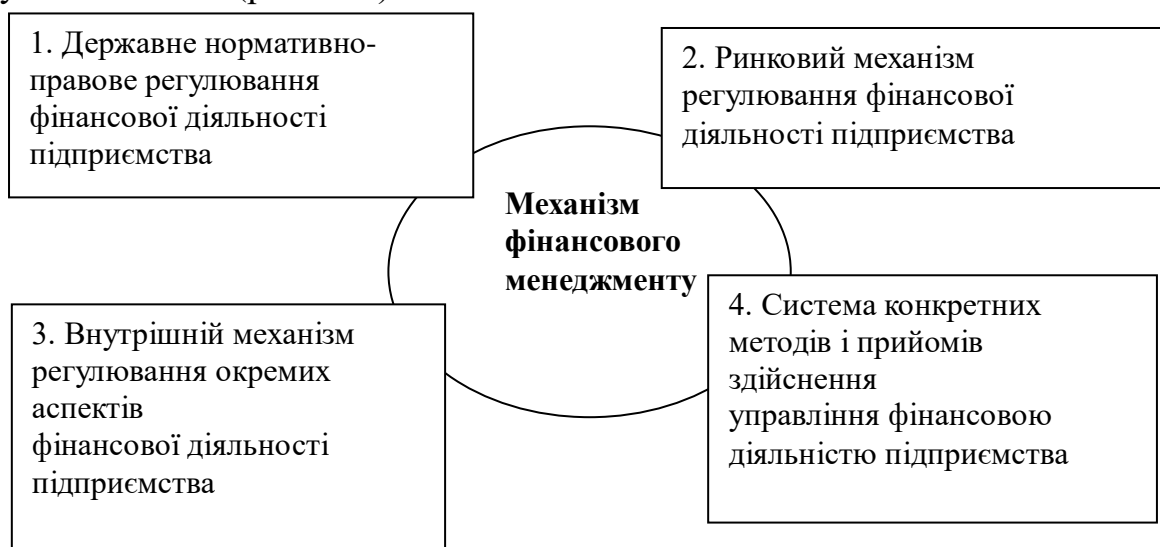 1. Державне нормативно-
правове регулювання
фінансової діяльності
підприємства
2. Ринковий механізм
регулювання фінансової
діяльності підприємства
Механізм
фінансового
менеджменту
3. Внутрішній механізм
регулювання окремих
аспектів
фінансової діяльності
підприємства
4. Система конкретних
методів і прийомів
здійснення
управління фінансовою
діяльністю підприємства